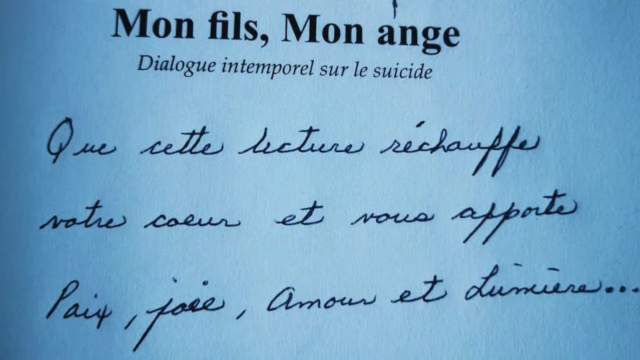 Mon fils, Mon ange
Dialogue intemporel sur le suicide
Que cette lecture réchauffe
votre coeur et vous apporte
Paix, joie, Amour et Lumière...